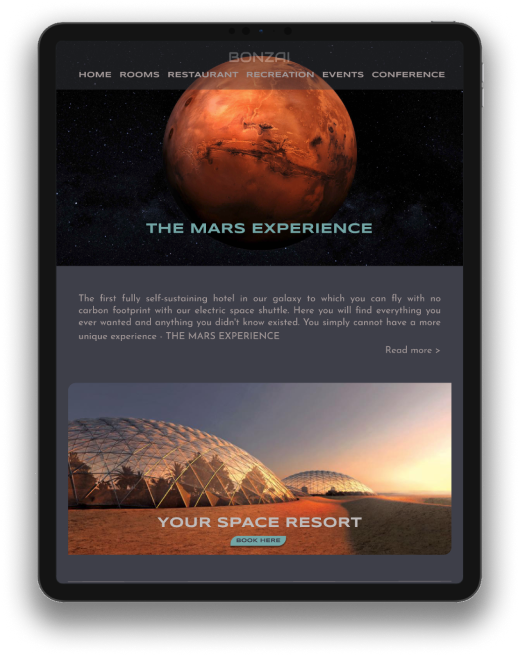 BONZAI
HOME ROOMS RESTAURANT RECREATION EVENTS CONFERENCE
THE MARS EXPERIENCE
The first fully self-sustaining hotel in our galaxy to which you can fly with no
carbon footprint with our electric space shuttle. Here you will find everything you
ever wanted and anything you didn't know existed. You simply cannot have a more
unique experience - THE MARS EXPERIENCE
Read more >
YOUR SPACE RESORT
BOOK HERE